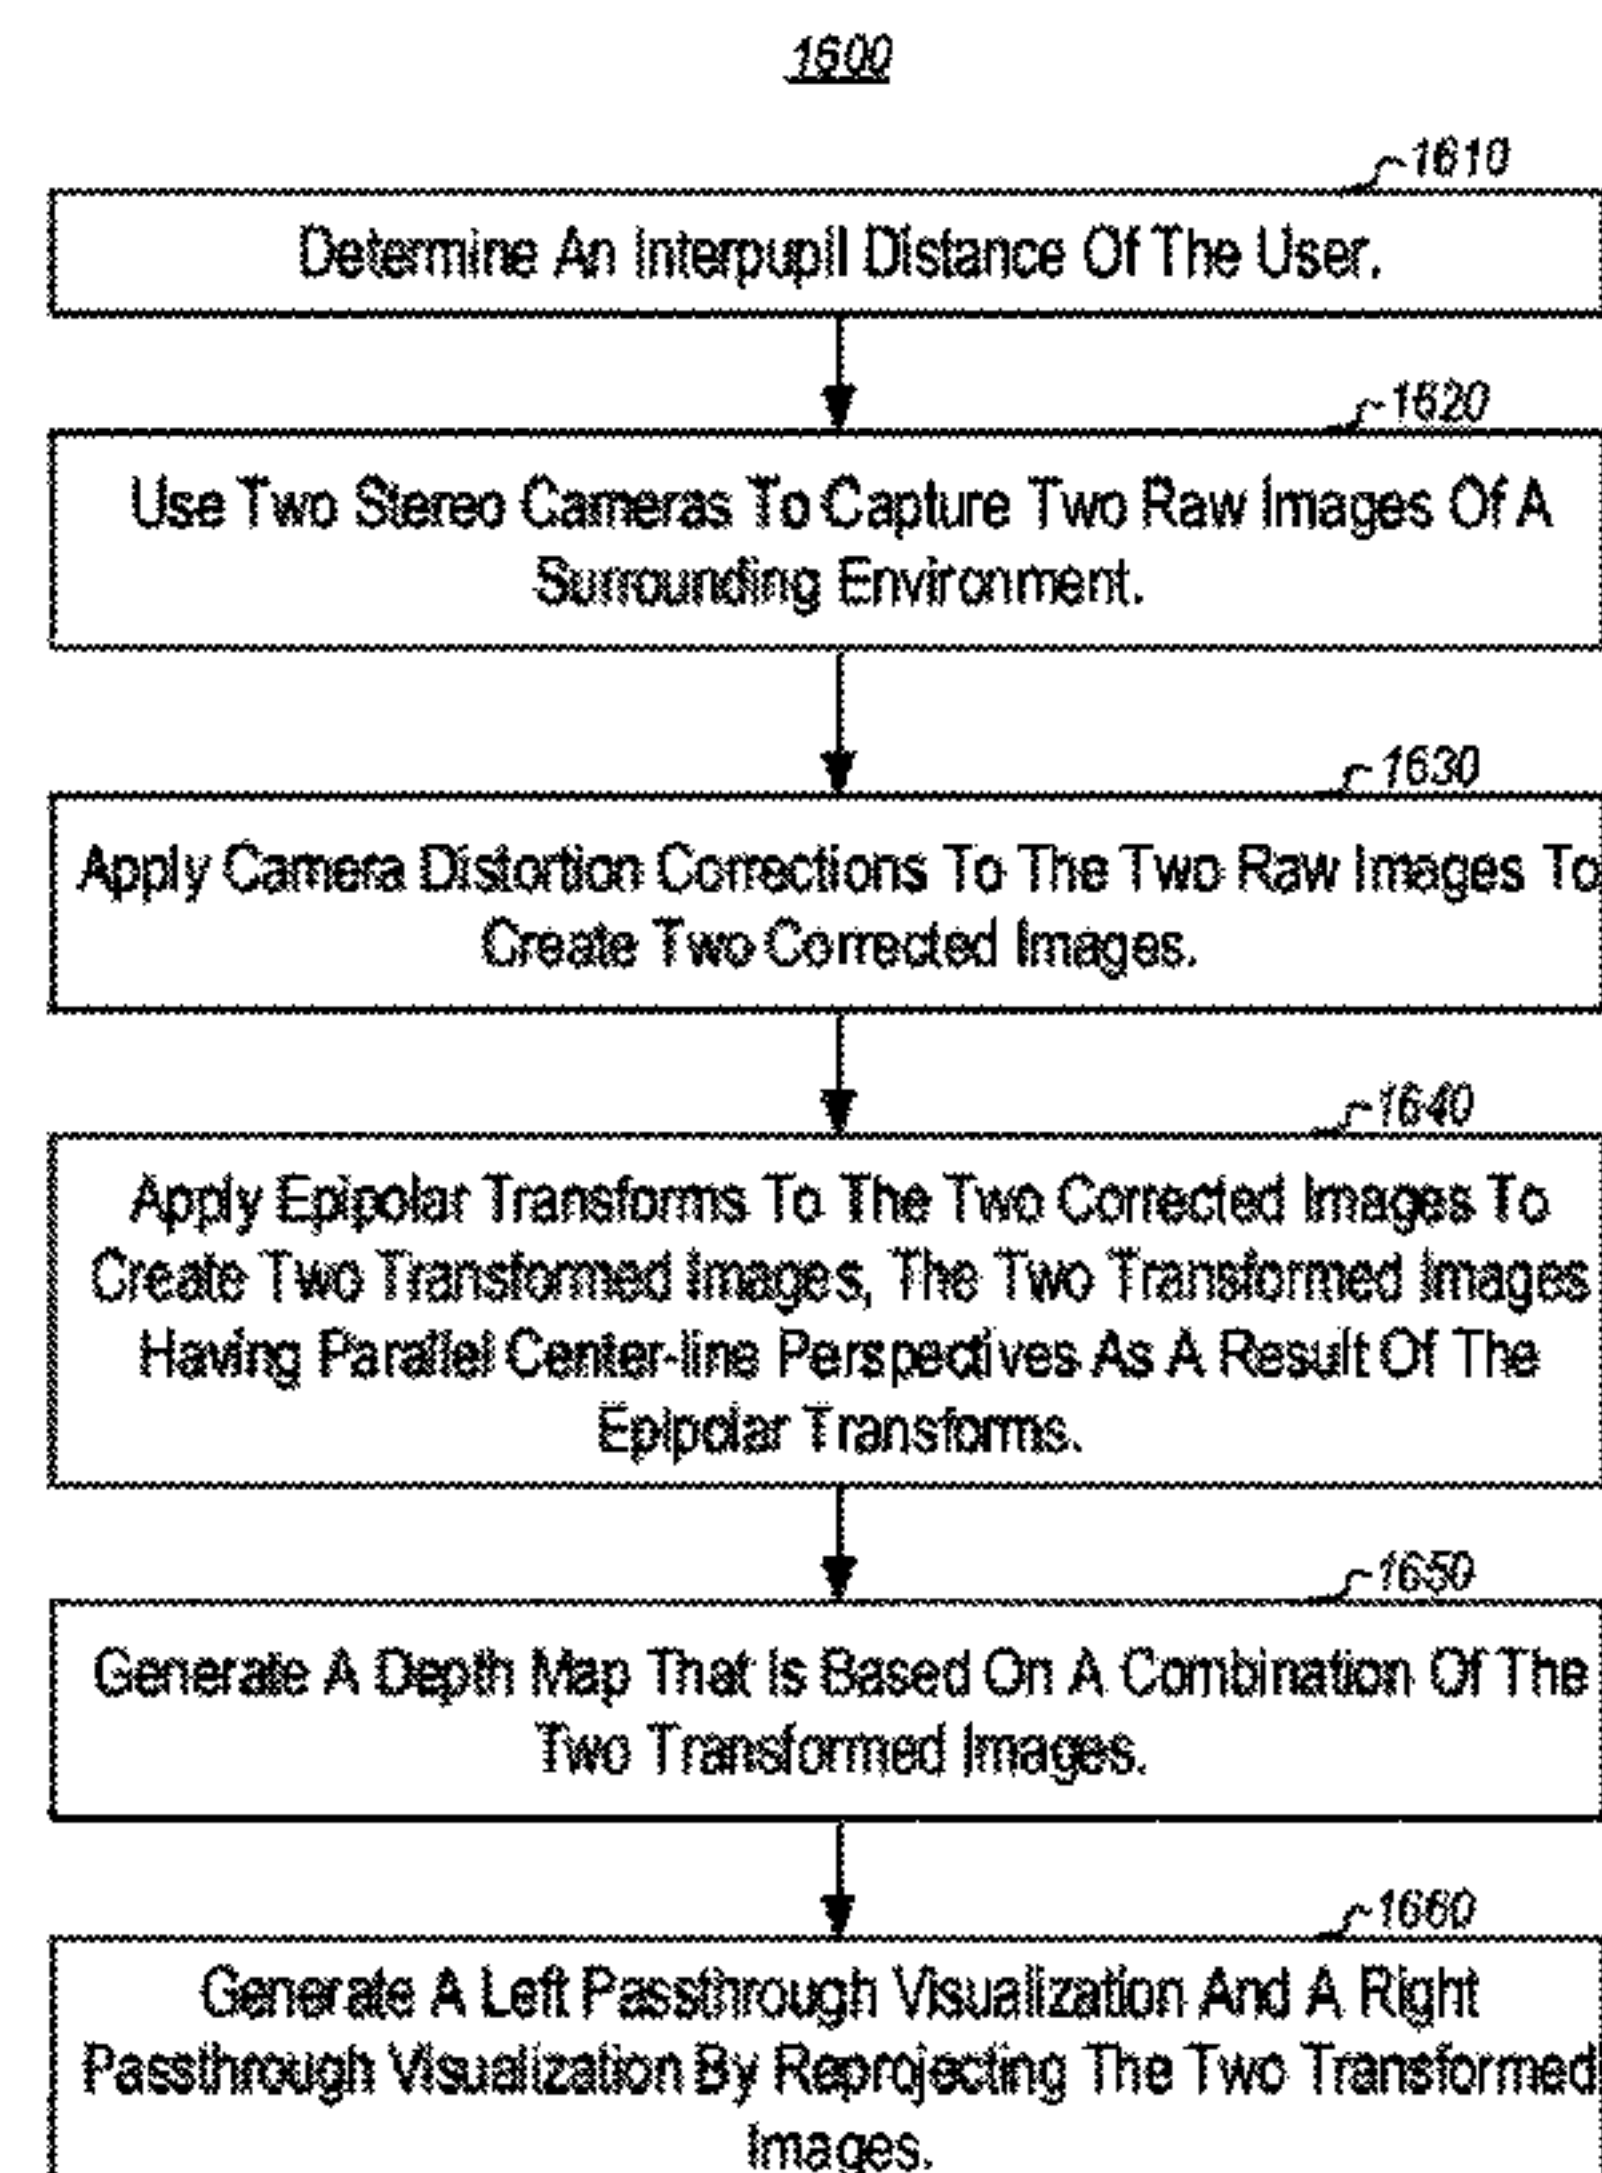 1600
1610
Determine An Interpupil Distance Of The User.
1620
Use Two Stereo Cameras To Capture Two Raw Images Of A
Surrounding Environment.
1630
Apply Camera Distortion Corrections To The Two Raw Images To
Create Two Corrected Images.
1640
Apply Epipolar Transforms To The Two Corrected Images To
Create Two Transformed Images, The Two Transformed Images
Having Parallel Center-line Perspectives As A Result Of The
Epipolar Transforms.
1650
Generate A Depth Map That Is Based On A Combination Of The
Two Transformed Images.
1660
Generate A Left Passthrough Visualization And A Right
Passthrough Visualization By Reprojecting The Two Transformed
Images.